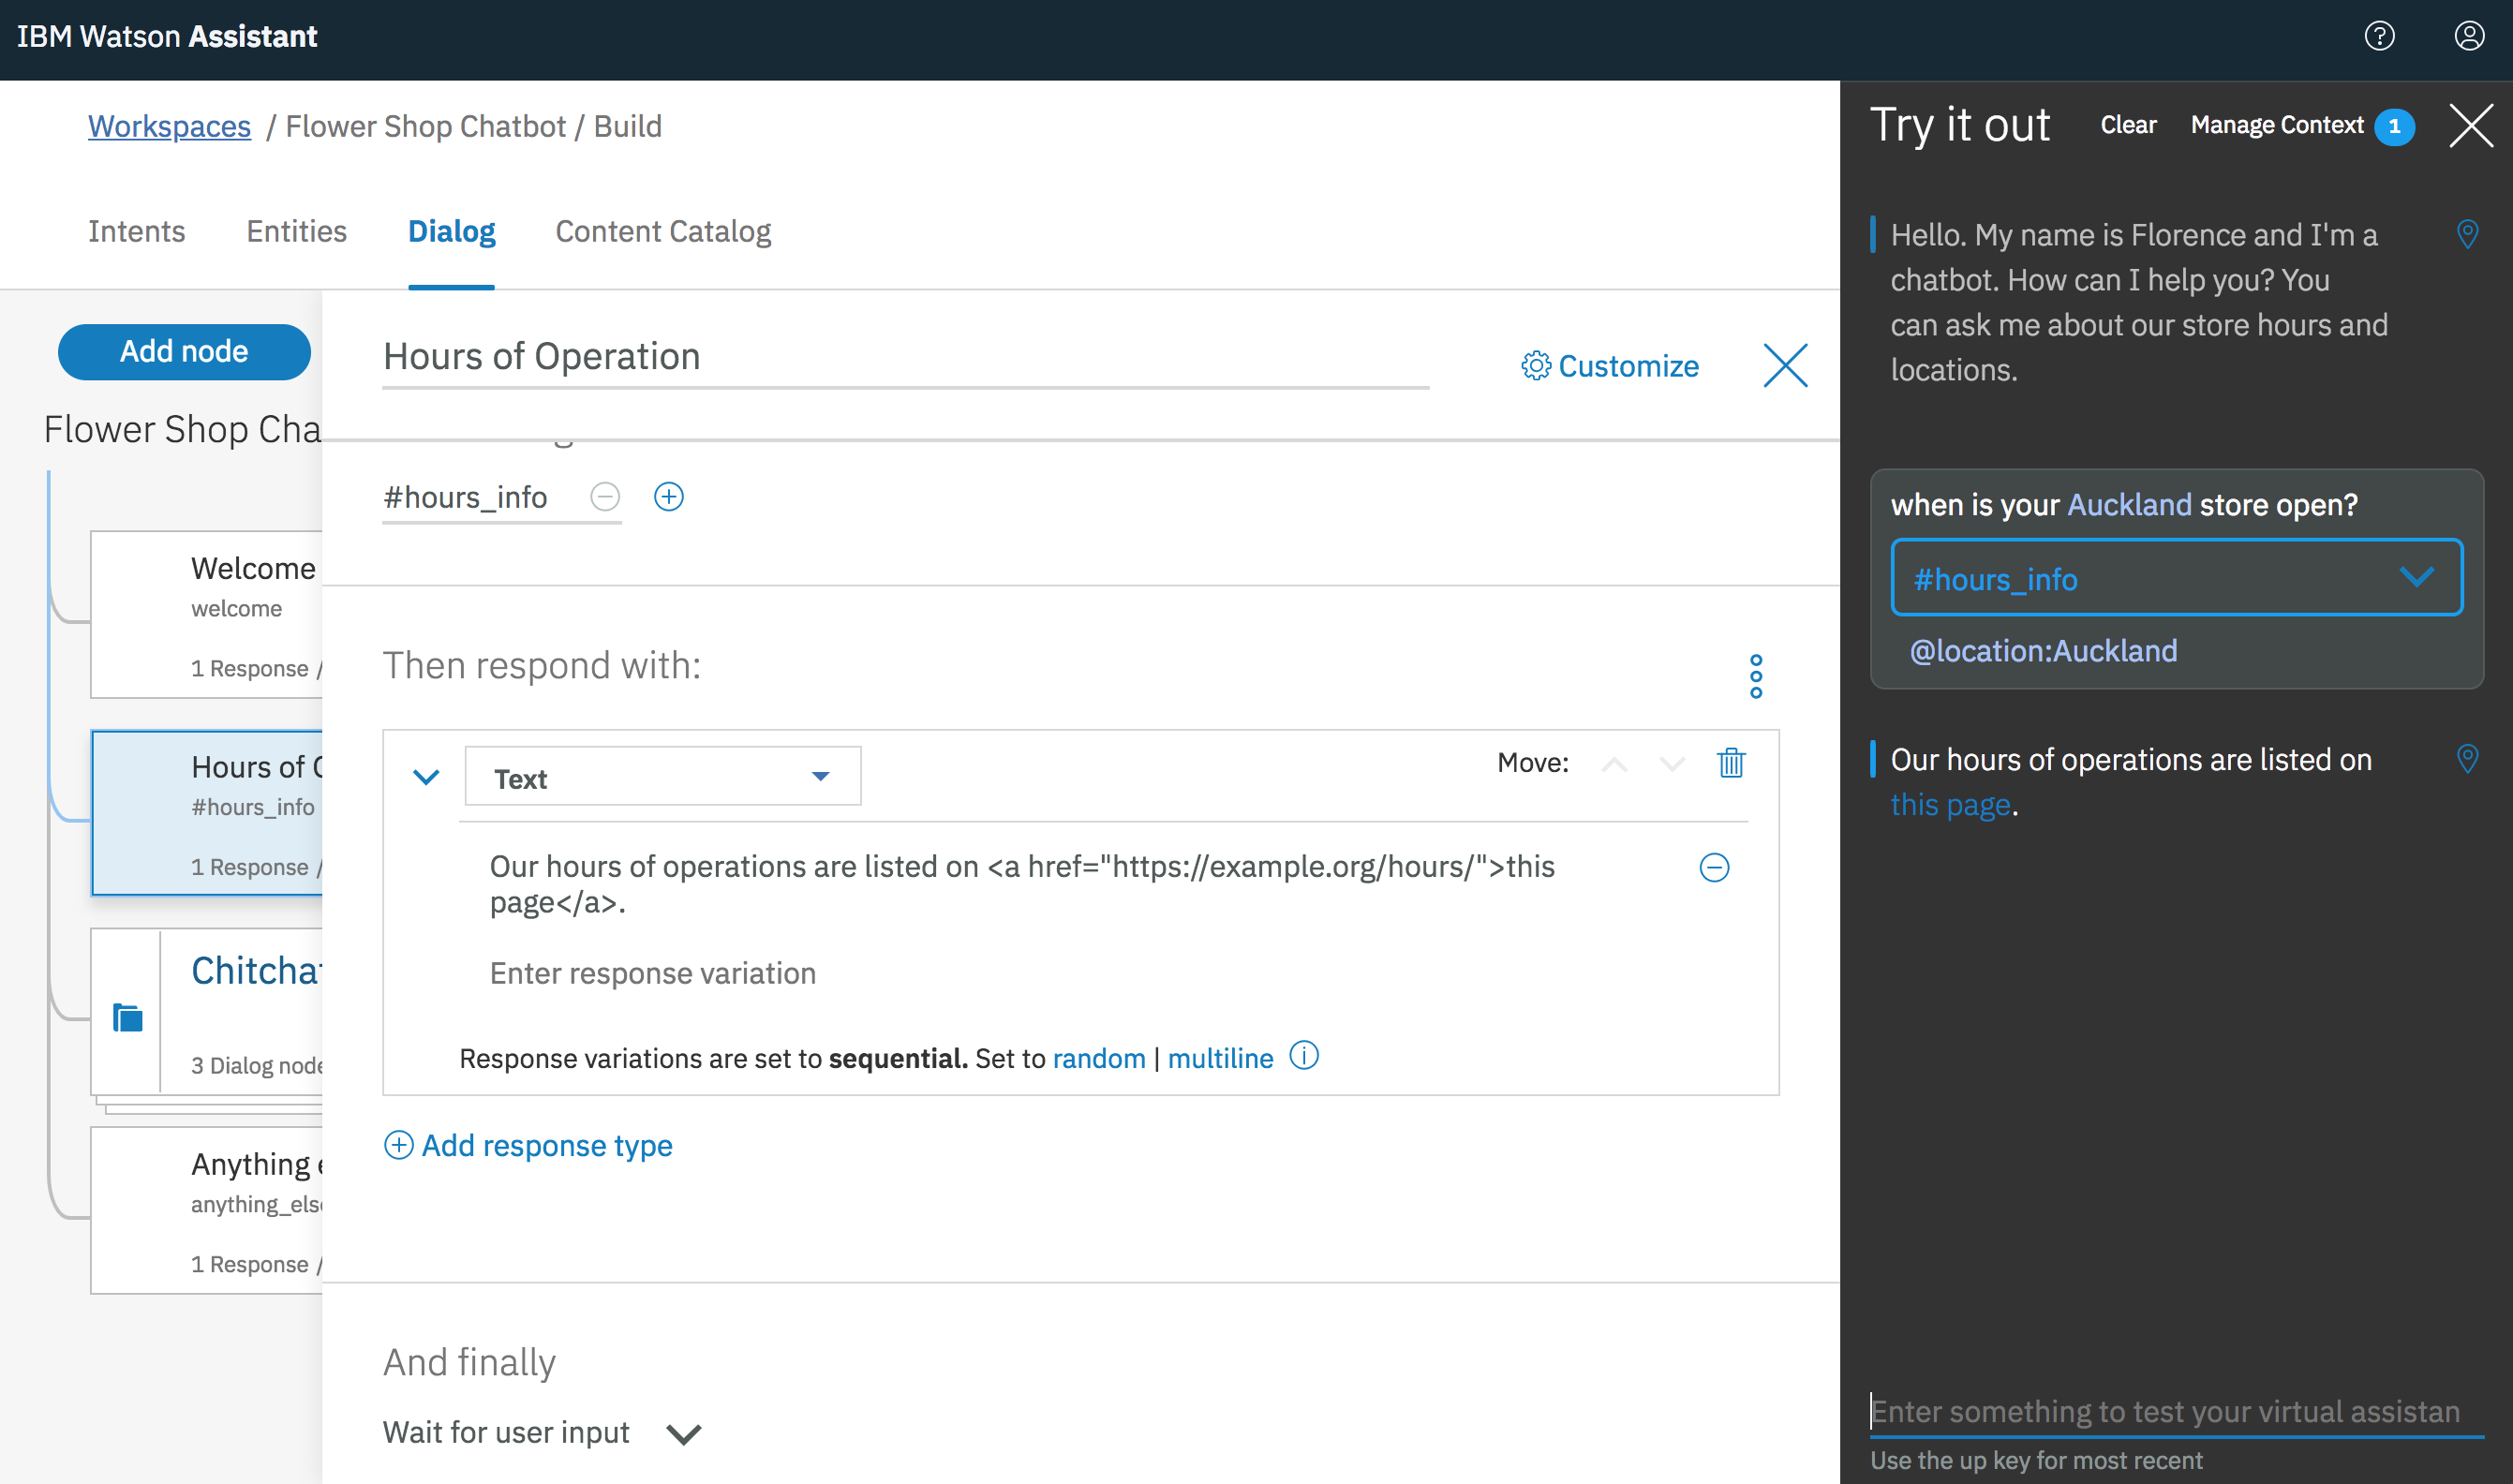 IBM Watson Assistant
Workspaces / Flower Shop Chatbot / Build
Intents Entities Dialog Content Catalog
Add node
Flower Shop Cha
Welcome
welcome
1 Response /
Hours of
#hours_info
1 Response /
Chitchat
3 Dialog node
Anything
anything_else
1 Response /
Hours of Operation
Customize
#hours_info
Then respond with:
Text
Move:
Our hours of operations are listed on <a href="https://example.org/hours/">this
page</a>.
Enter response variation
Response variations are set to sequential. Set to random | multiline
Add response type
And finally
Wait for user input
Try it out Clear Manage Context 1
Hello. My name is Florence and I'm a
chatbot. How can I help you? You
can ask me about our store hours and
locations.
when is your Auckland store open?
#hours_info
@location:Auckland
Our hours of operations are listed on
this page.
Enter something to test your virtual assistan
Use the up key for most recent